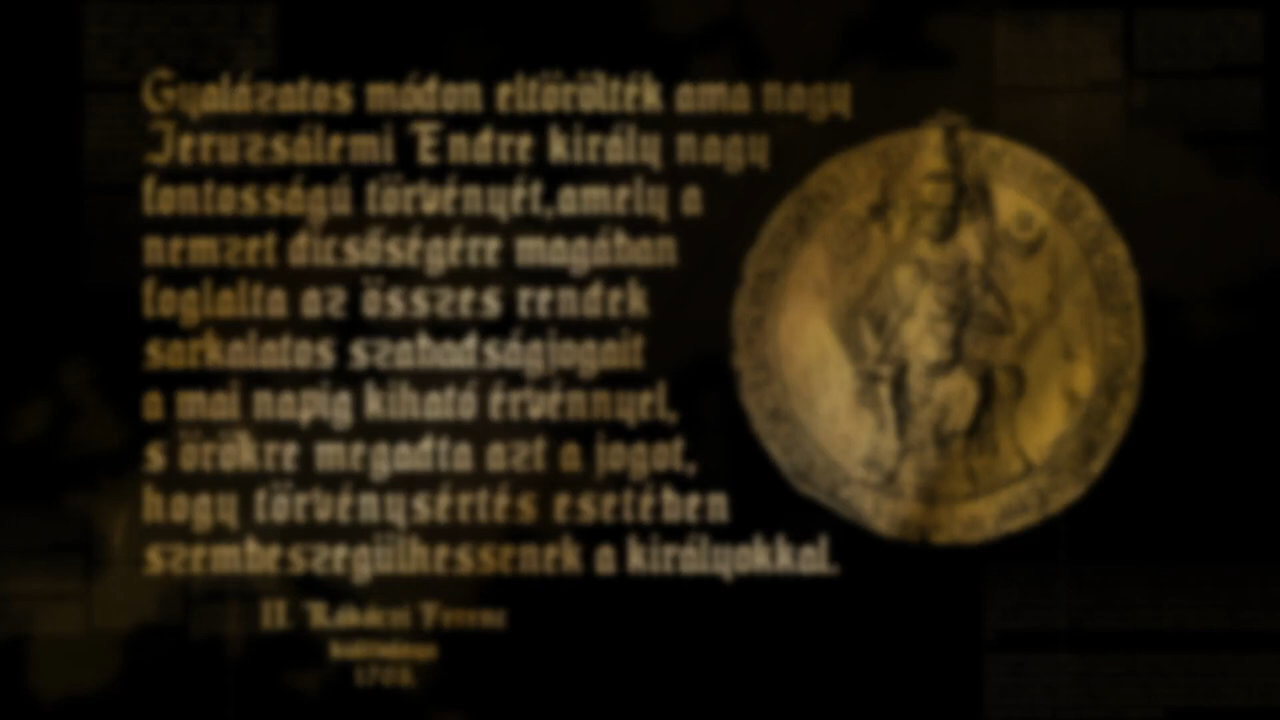 Gyalázatos módon eltörölték ama nagy
Jeruzsálemi Endre király nagy
fontosságú törvényét,amely a
nemzet dicsőségére magában
foglalta az összes rendek
sarkalatos szabadságjogait
a mai napig kiható érvénnyel,
s örökre megadta azt a jogot,
hogy törvénysértés esetében
szembeszegülhessenek a királyokkal.
II. Rákóczi Ferenc